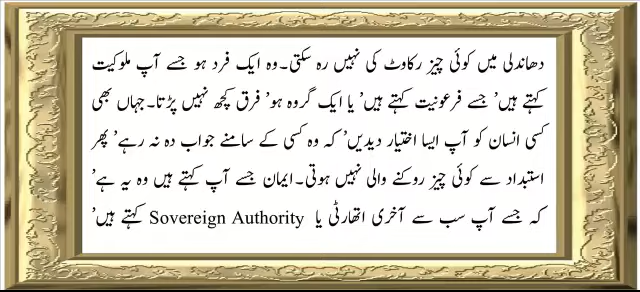 دھاندلی میں کوئی چیز رکاوٹ کی نہیں رہ سکتی۔وہ ایک فرد ہو جسے آپ ملوکیت
کہتے ہیں’ جسے فرعونیت کہتے ہیں’ یا ایک گروہ ہو’ فرق کچھ نہیں پڑتا۔جہاں بھی
کسی انسان کو آپ ایسا اختیار دیدیں’ کہ وہ کسی کے سامنے جواب دہ نہ رہے’ پھر
استبداد سے کوئی چیز روکنے والی نہیں ہوتی۔ایمان جسے آپ کہتے ہیں وہ یہ ہے’
کہ جسے آپ سب سے آخری اتھارٹی یا Sovereign Authority کہتے ہیں’